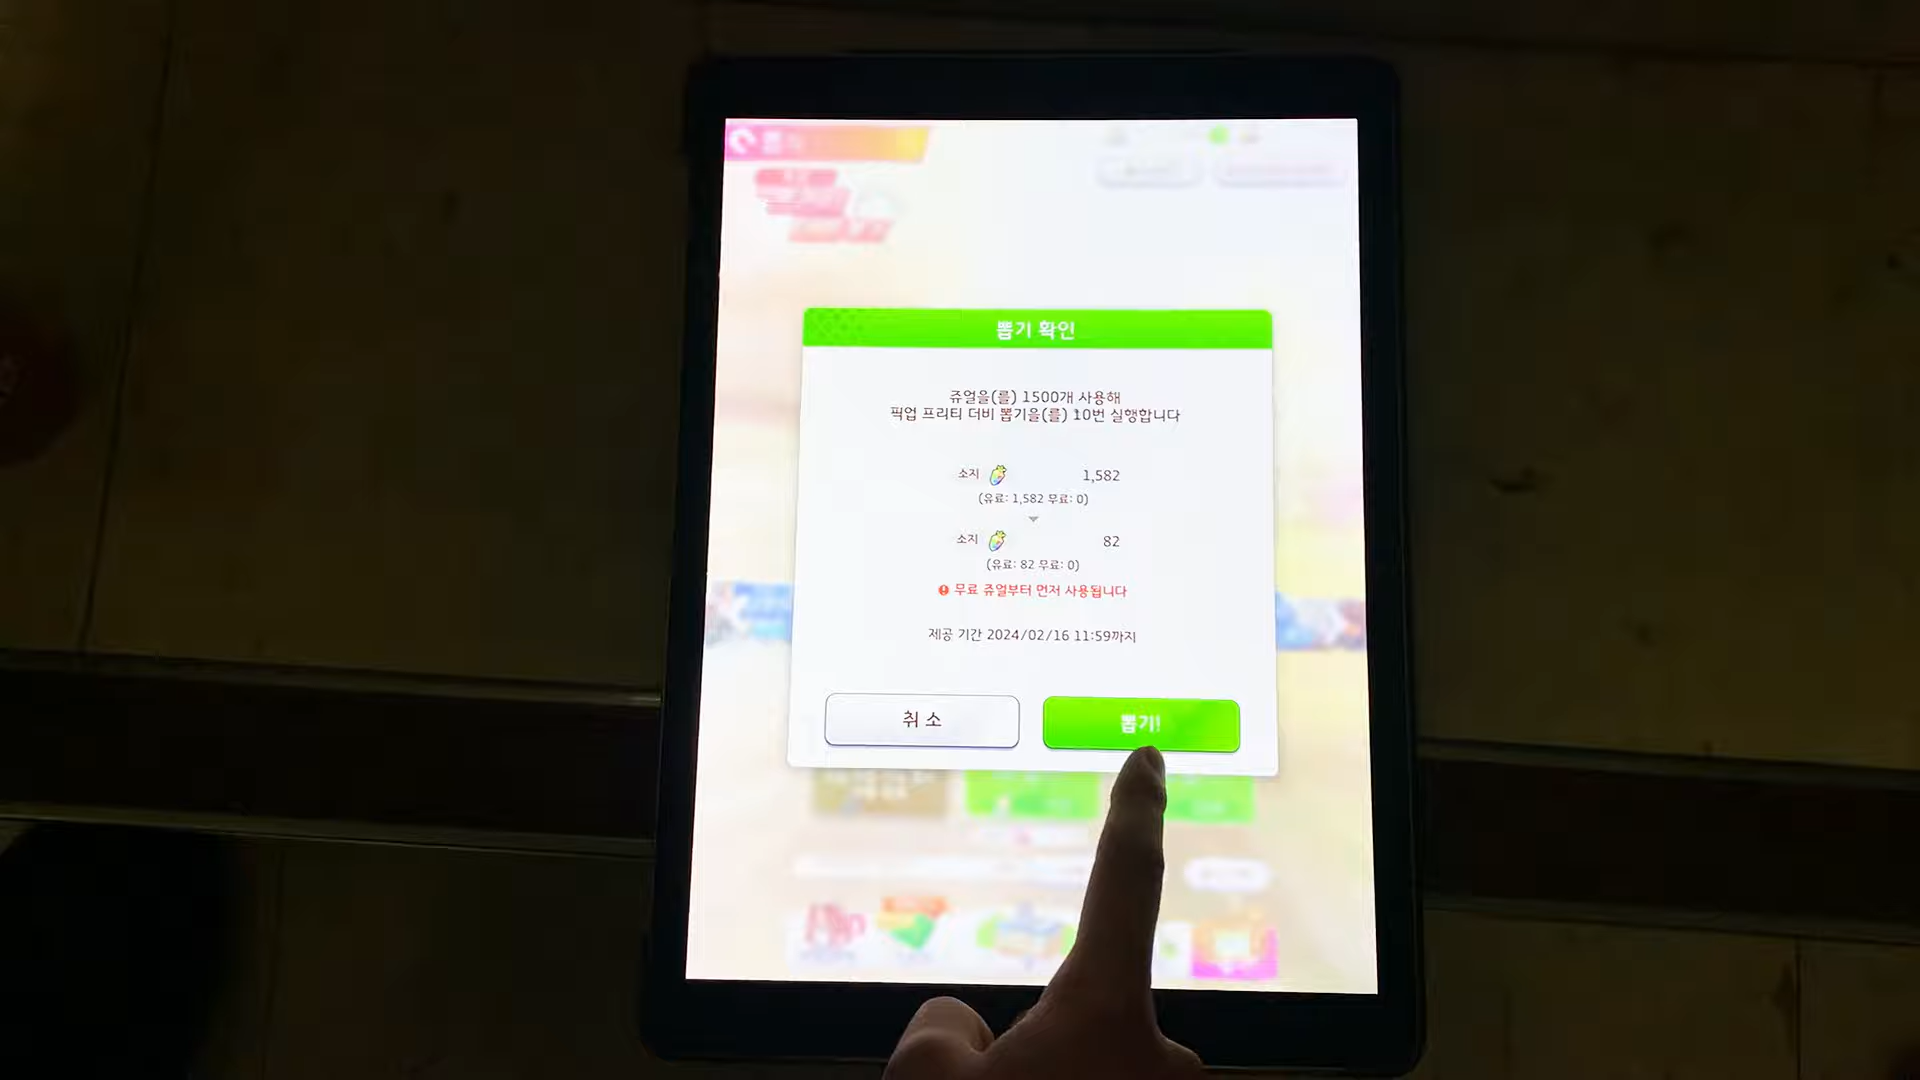 뽑기 확인
쥬얼을(를) 1500개 사용해
픽업 프리티 더비 뽑기을(를) 10번 실행합니다
소지 1,582
(유료: 1,582 무료: 0)
소지 82
(유료: 82 무료: 0)
무료 쥬얼부터 먼저 사용됩니다
제공 기간 2024/02/16 11:59까지
취소
뽑기!